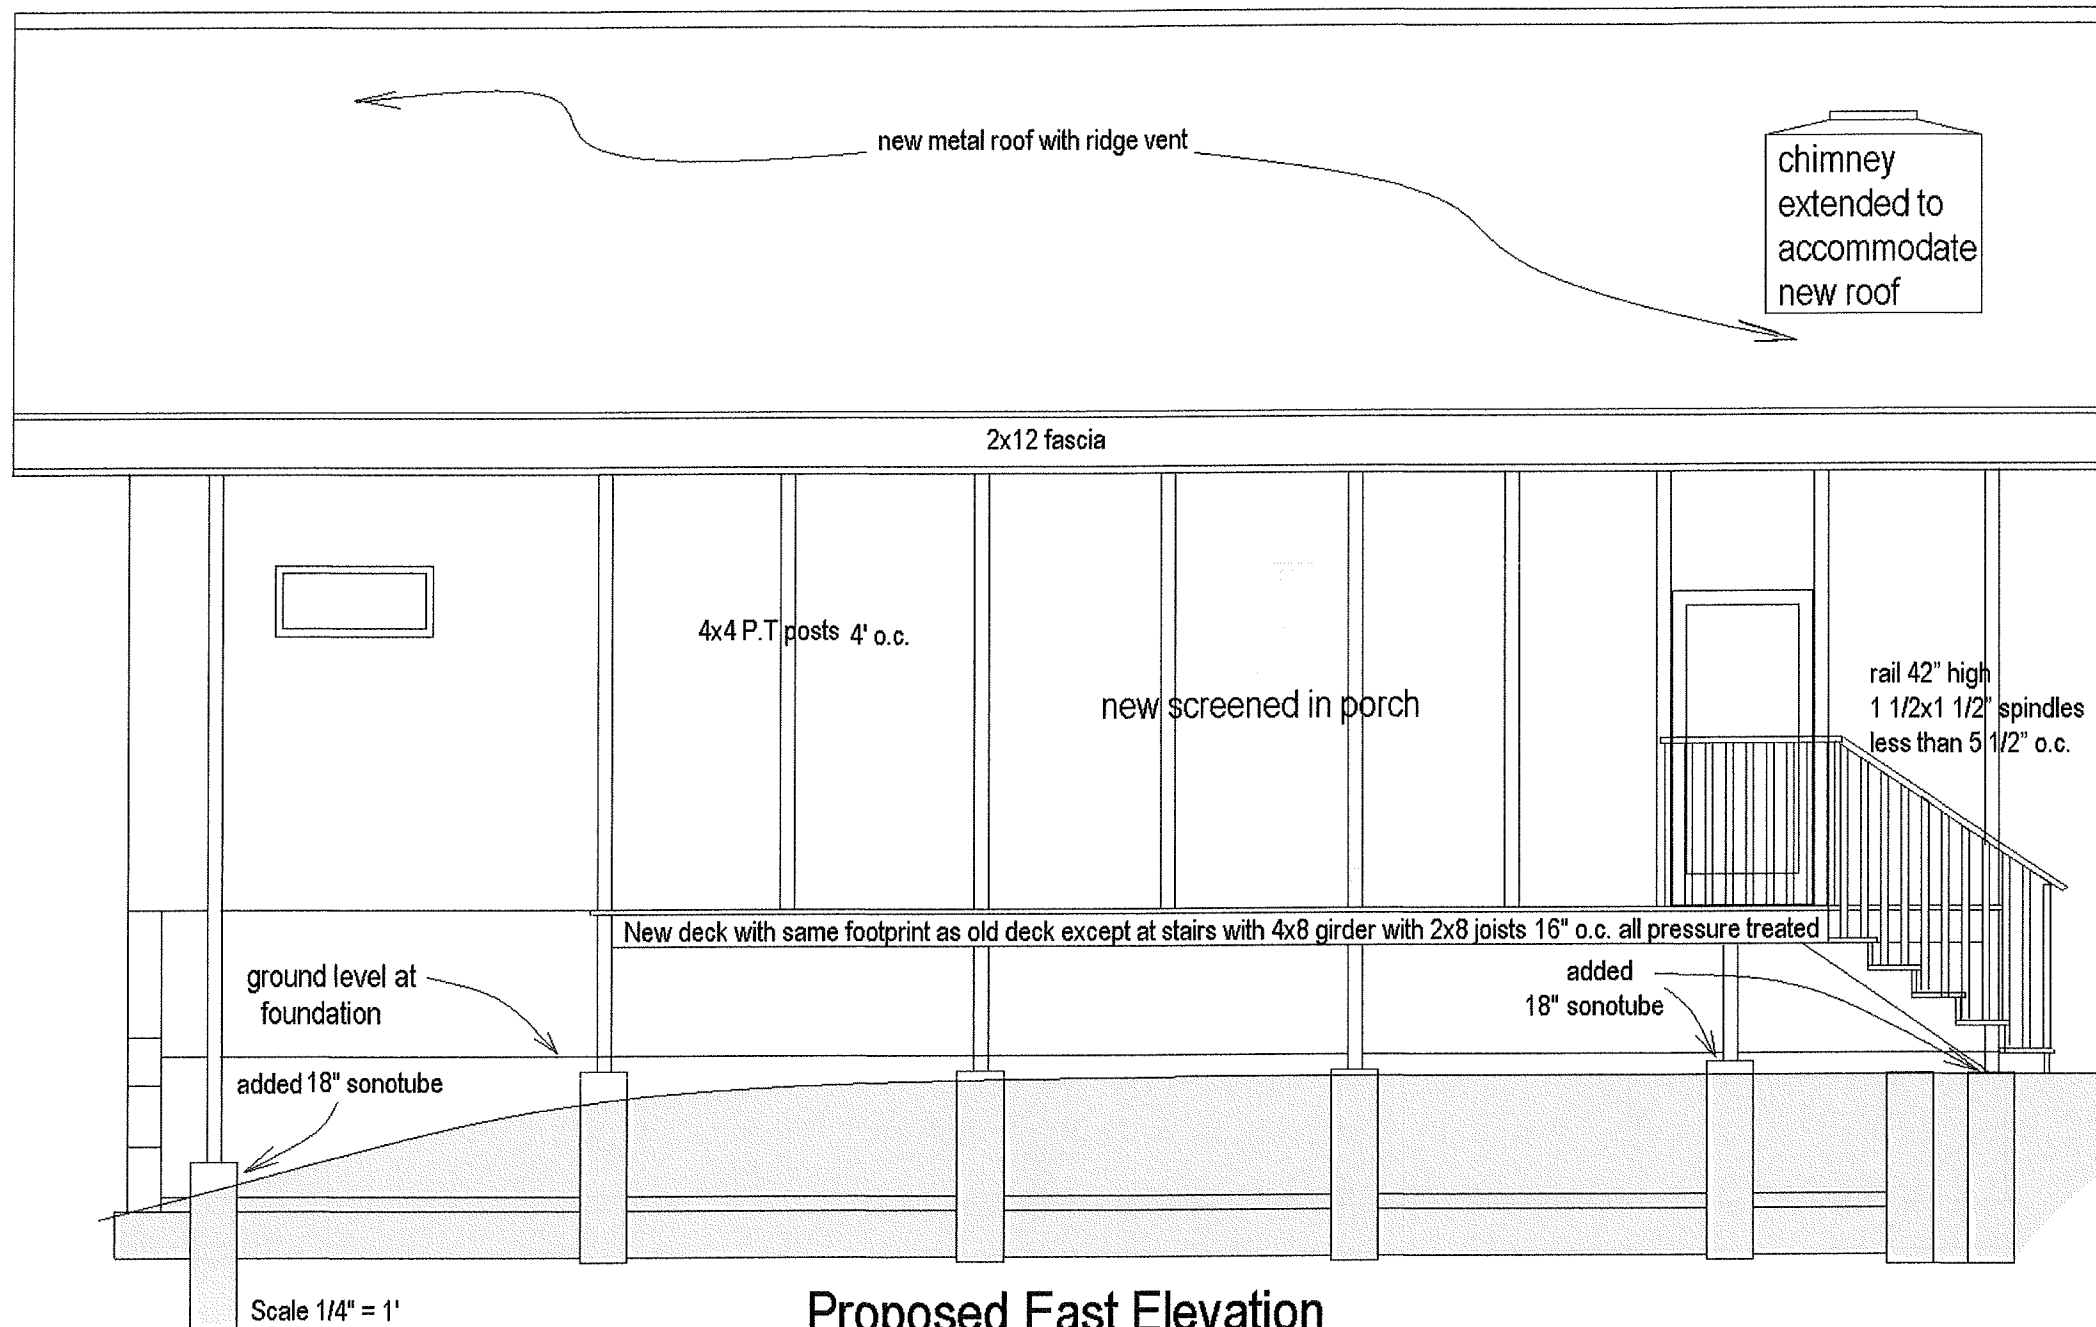 new metal roof with ridge vent
chimney
extended to
accommodate
new roof
2x12 fascia
4x4 P.T posts 4' o.c.
new screened in porch
rail 42" high
1 1/2x1 1/2" spindles
less than 5 1/2" o.c.
New deck with same footprint as old deck except at stairs with 4x8 girder with 2x8 joists 16" o.c. all pressure treated
ground level at
foundation
added
18" sonotube
added 18" sonotube
Scale 1/4" = 1'
Proposed East Elevation